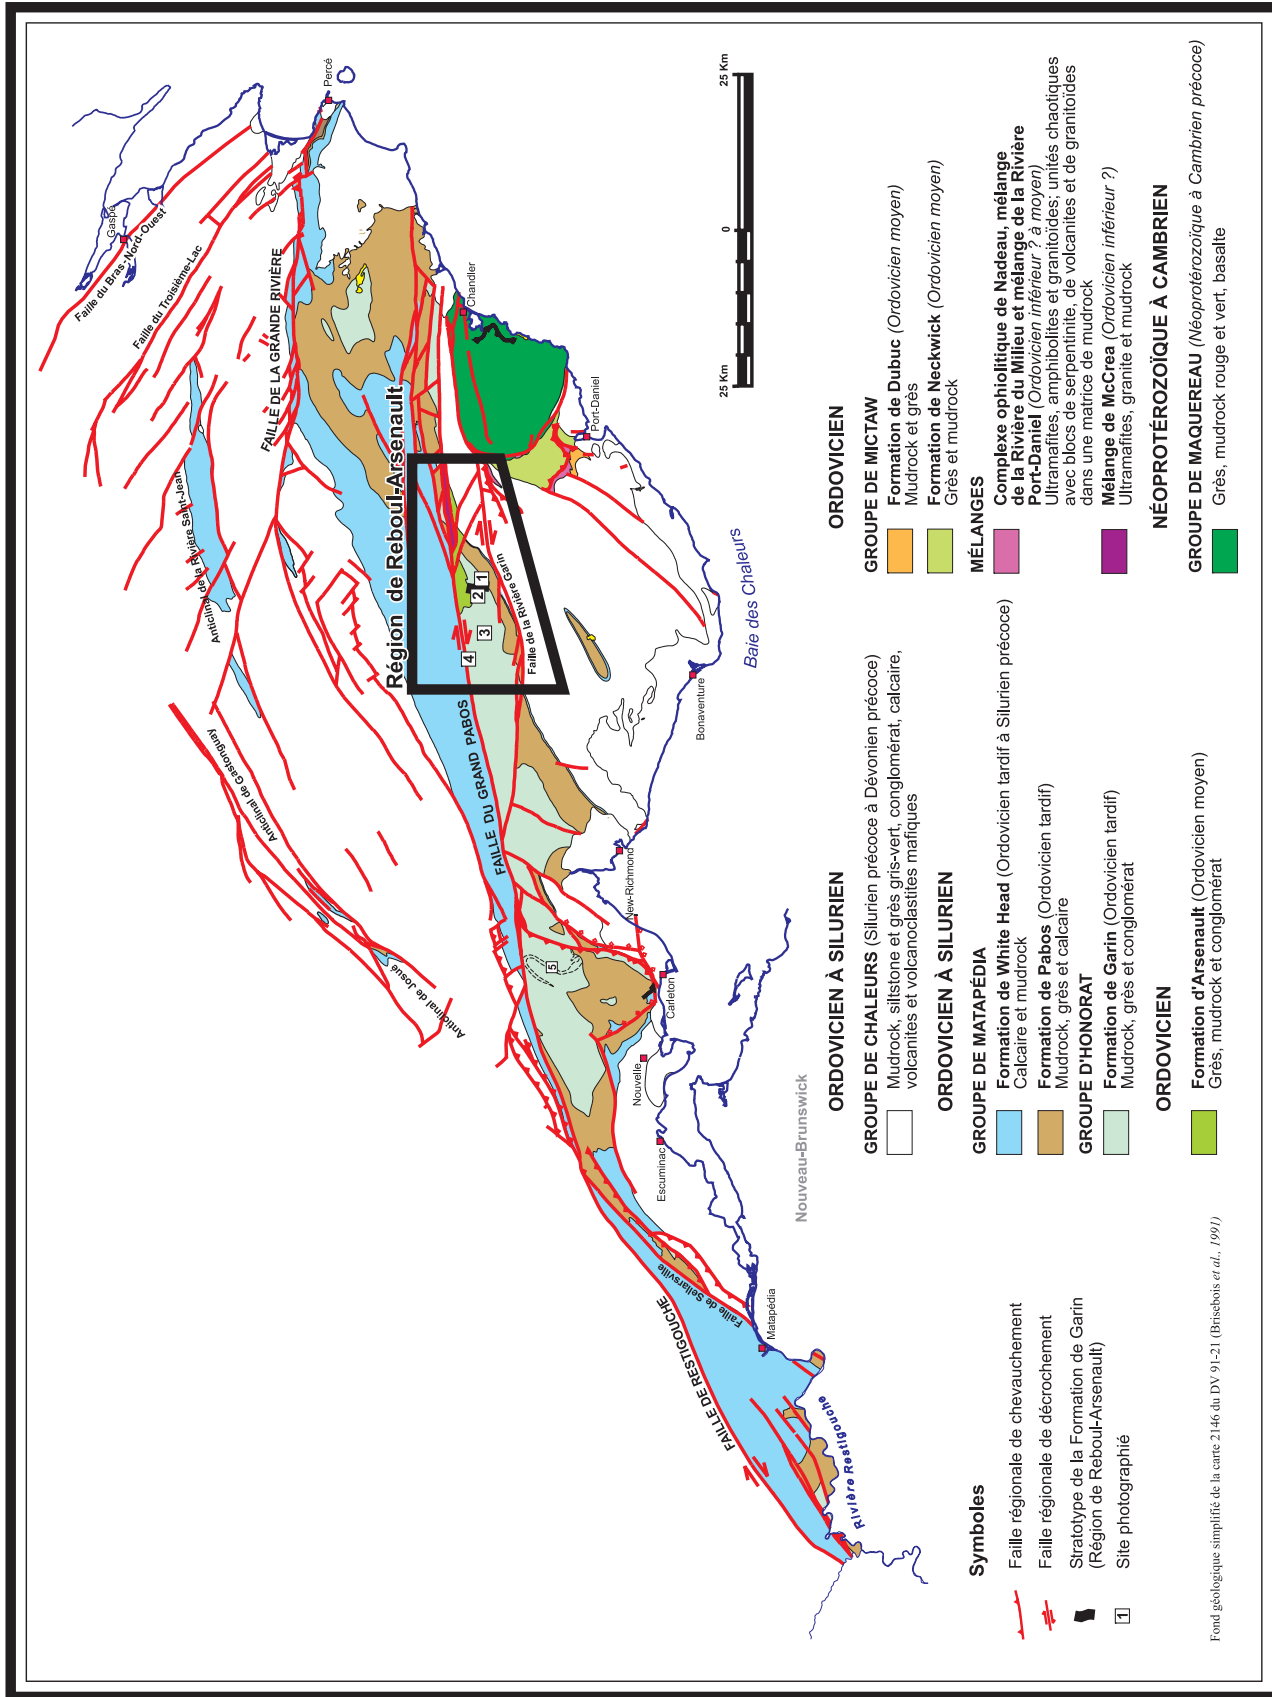 Percé
Gaspé
Faille du Bras-Nord-Ouest
Faille du Troisième-Lac
FAILLE DE LA GRANDE RIVIÈRE
Chandler
Port-Daniel
Anticlinal de la Rivière Saint-Jean
Région de Reboul-Arsenault
1
2
3
4
Faille de la Rivière Garin
Anticlinal de Gastonguay
FAILLE DU GRAND PABOS
Bonaventure
Baie des Chaleurs
New-Richmond
Anticlinal de Josué
5
Carleton
Nouvelle
Escuminac
Nouveau-Brunswick
Faille de Sellarsville
FAILLE DE RESTIGOUCHE
Matapédia
Rivière Restigouche
25 Km
0
25 Km
Symboles
Faille régionale de chevauchement
Faille régionale de décrochement
Stratotype de la Formation de Garin
(Région de Reboul-Arsenault)
1
Site photographié
Fond géologique simplifié de la carte 2146 du DV 91-21 (Brisebois et al., 1991)
ORDOVICIEN À SILURIEN
GROUPE DE CHALEURS (Silurien précoce à Dévonien précoce)
Mudrock, siltstone et grès gris-vert, conglomérat, calcaire,
volcanites et volcanoclastites mafiques
ORDOVICIEN À SILURIEN
GROUPE DE MATAPÉDIA
Formation de White Head (Ordovicien tardif à Silurien précoce)
Calcaire et mudrock
Formation de Pabos (Ordovicien tardif)
Mudrock, grès et calcaire
GROUPE D'HONORAT
Formation de Garin (Ordovicien tardif)
Mudrock, grès et conglomérat
ORDOVICIEN
Formation d'Arsenault (Ordovicien moyen)
Grès, mudrock et conglomérat
ORDOVICIEN
GROUPE DE MICTAW
Formation de Dubuc (Ordovicien moyen)
Mudrock et grès
Formation de Neckwick (Ordovicien moyen)
Grès et mudrock
MÉLANGES
Complexe ophiolitique de Nadeau, mélange
de la Rivière du Milieu et mélange de la Rivière
Port-Daniel (Ordovicien inférieur ? à moyen)
Ultramafites, amphibolites et granitoïdes; unités chaotiques
avec blocs de serpentinite, de volcanites et de granitoïdes
dans une matrice de mudrock
Mélange de McCrea (Ordovicien inférieur ?)
Ultramafites, granite et mudrock
NÉOPROTÉROZOÏQUE À CAMBRIEN
GROUPE DE MAQUEREAU (Néoprotérozoïque à Cambrien précoce)
Grès, mudrock rouge et vert, basalte